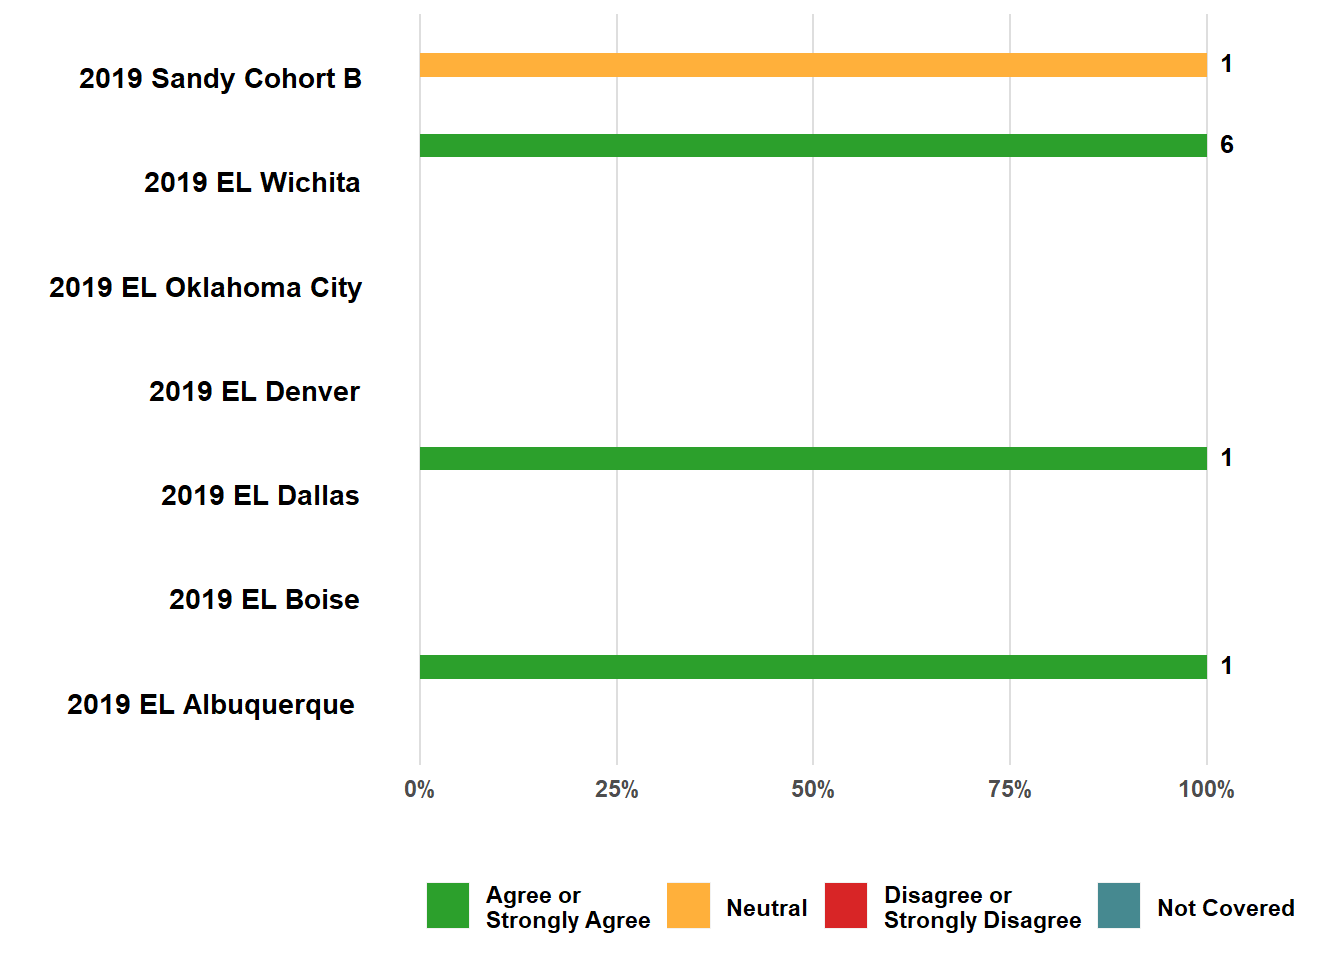 2019 Sandy Cohort B
1
2019 EL Wichita
6
2019 EL Oklahoma City
2019 EL Denver
2019 EL Dallas
1
2019 EL Boise
2019 EL Albuquerque
1
0%
25%
50%
75%
100%
Agree or
Strongly Agree
Neutral
Disagree or
Strongly Disagree
Not Covered